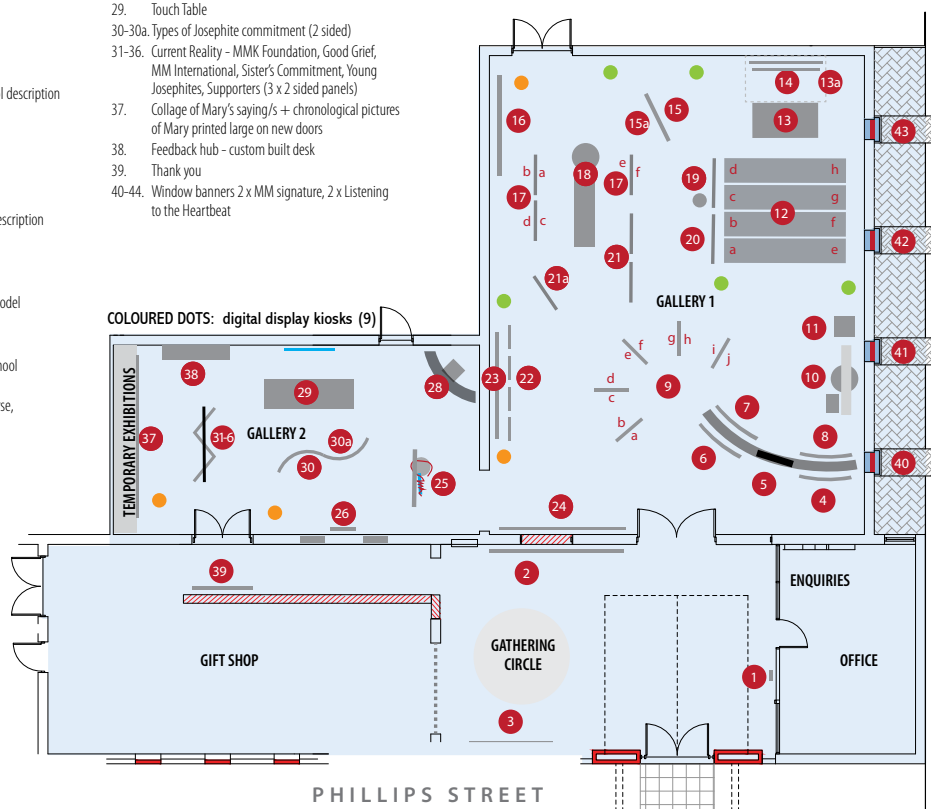 29. Touch Table
30-30a. Types of Josephite commitment (2 sided)
31-36. Current Reality - MMK Foundation, Good Grief,
MM International, Sister's Commitment, Young
Josephites, Supporters (3 x 2 sided panels)
37. Collage of Mary's saying/s + chronological pictures
of Mary printed large on new doors
38. Feedback hub - custom built desk
39. Thank you
40-44. Window banners 2 x MM signature, 2 x Listening
to the Heartbeat
description
COLOURED DOTS: digital display kiosks (9)
14 13a
15
15a
16
13
43
b a
e
f
17
17
18
19
d h
c g
12
b f
a e
d c
20
42
21
21a
GALLERY 1
11
41
g h
f
e
i
j
23
22
d
c
9
10
b
a
7
8
6
5
4
40
24
38
28
29
TEMPORARY EXHIBITIONS
37
31-6
GALLERY 2
30a
30
25
26
39
2
ENQUIRIES
GIFT SHOP
GATHERING
CIRCLE
OFFICE
1
3
PHILLIPS STREET